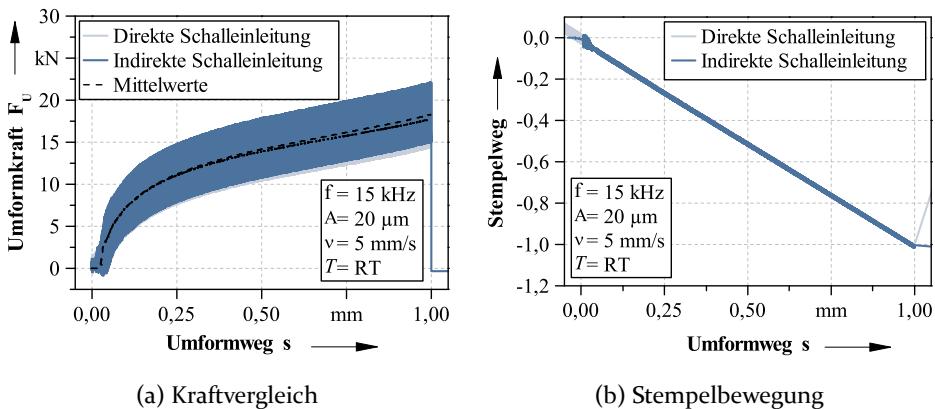 30
kN
20
15
10
5
0
Umformkraft F_U
Direkte Schalleinleitung
Indirekte Schalleinleitung
Mittelwerte
f = 15 kHz
A= 20 µm
ν = 5 mm/s
T = RT
0,00 0,25 0,50 mm 1,00
Umformweg s
(a) Kraftvergleich
0,0
-0,2
-0,4
-0,6
-0,8
-1,0
-1,2
Stempelweg
Direkte Schalleinleitung
Indirekte Schalleinleitung
f = 15 kHz
A= 20 µm
ν = 5 mm/s
T = RT
0,00 0,25 0,50 mm 1,00
Umformweg s
(b) Stempelbewegung